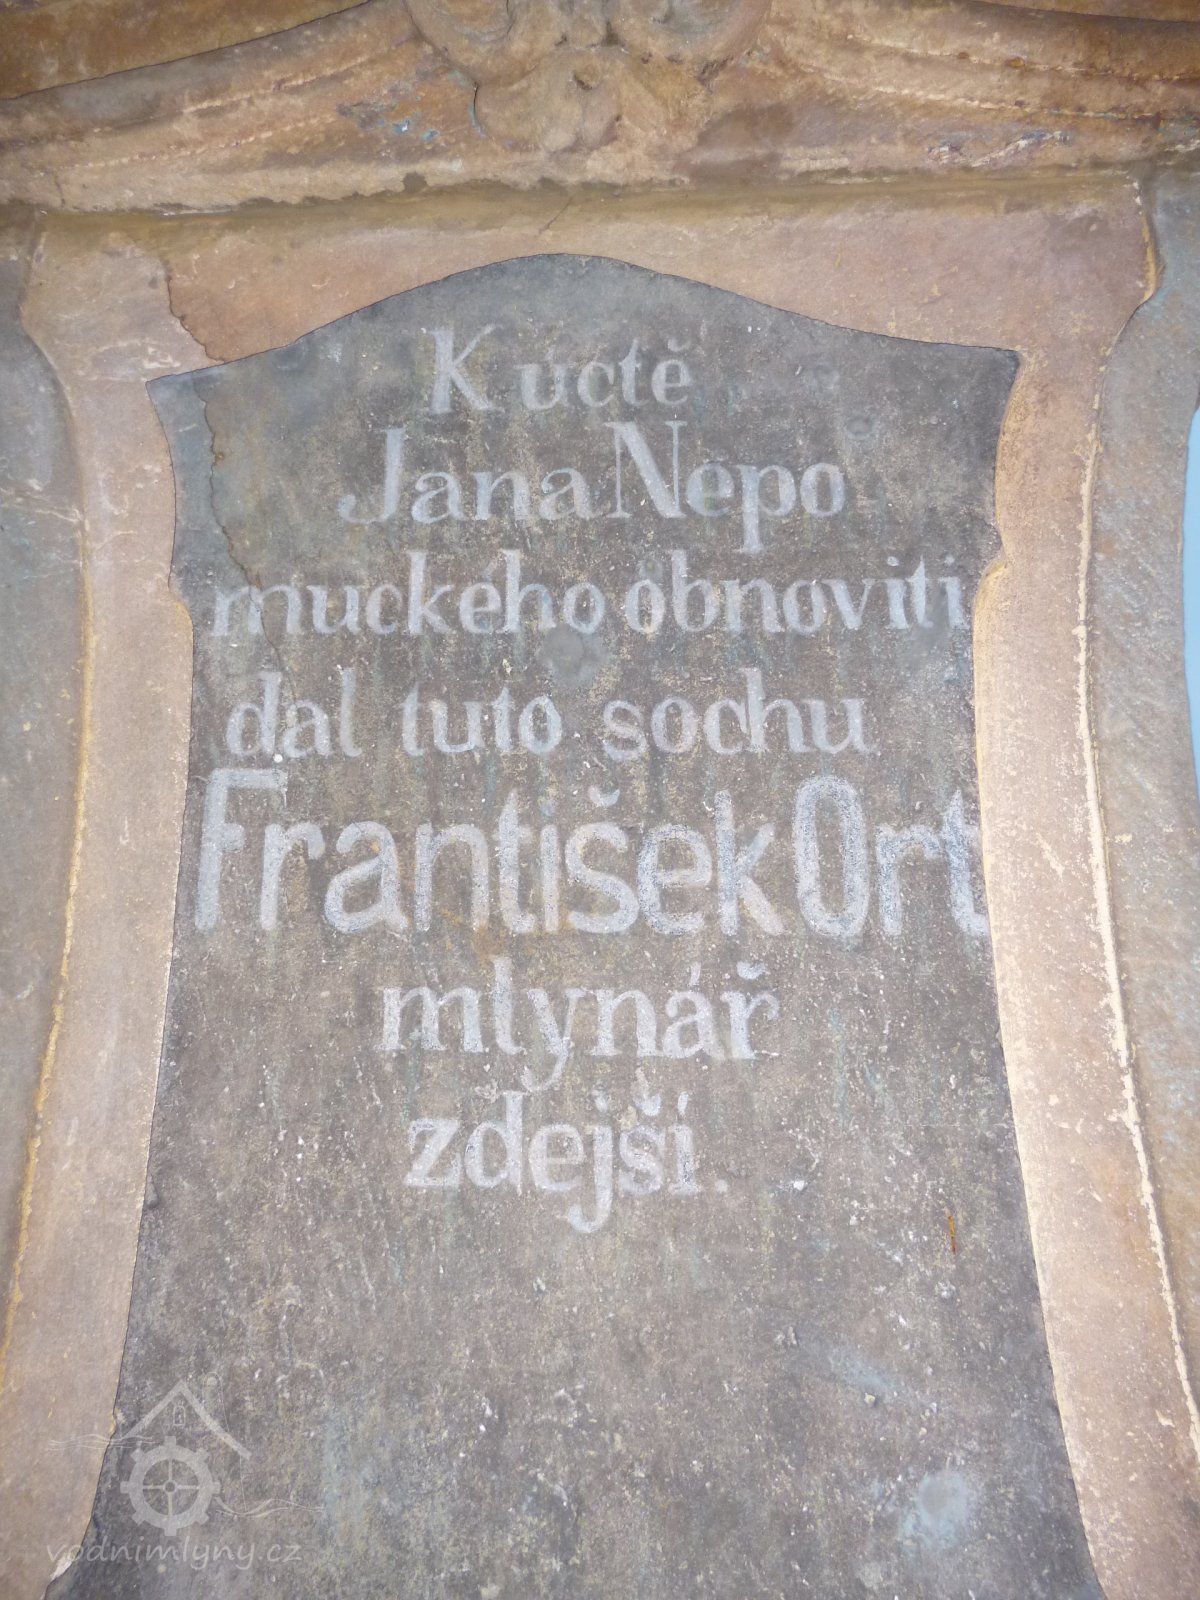 K úctě
Jana Nepo
muckého obnoviti
dal tuto sochu
František Ort
mlynář
zdejší.
vodnimlyny.cz